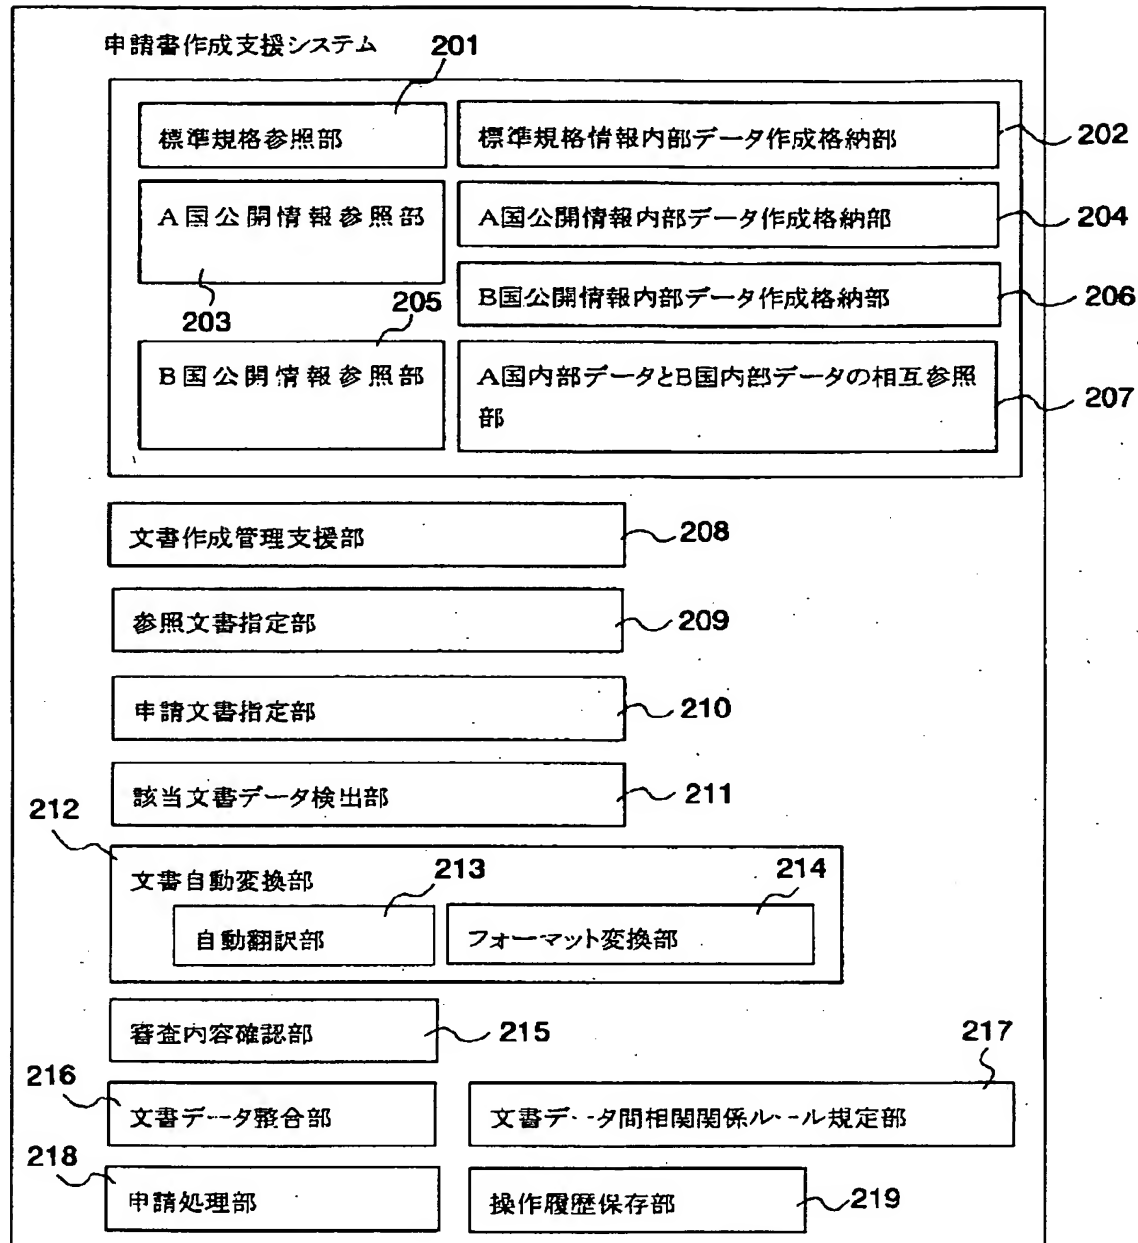 申請書作成支援システム
201
標準規格参照部
標準規格情報内部データ作成格納部
202
A国公開情報参照部
A国公開情報内部データ作成格納部
204
203
B国公開情報内部データ作成格納部
206
205
B国公開情報参照部
A国内部データとB国内部データの相互参照
部
207
文書作成管理支援部
208
参照文書指定部
209
申請文書指定部
210
該当文書データ検出部
211
212
文書自動変換部
213
214
自動翻訳部
フォーマット変換部
審査内容確認部
215
216
217
文書データ整合部
文書データ間相関関係ルール規定部
218
申請処理部
操作履歴保存部
219